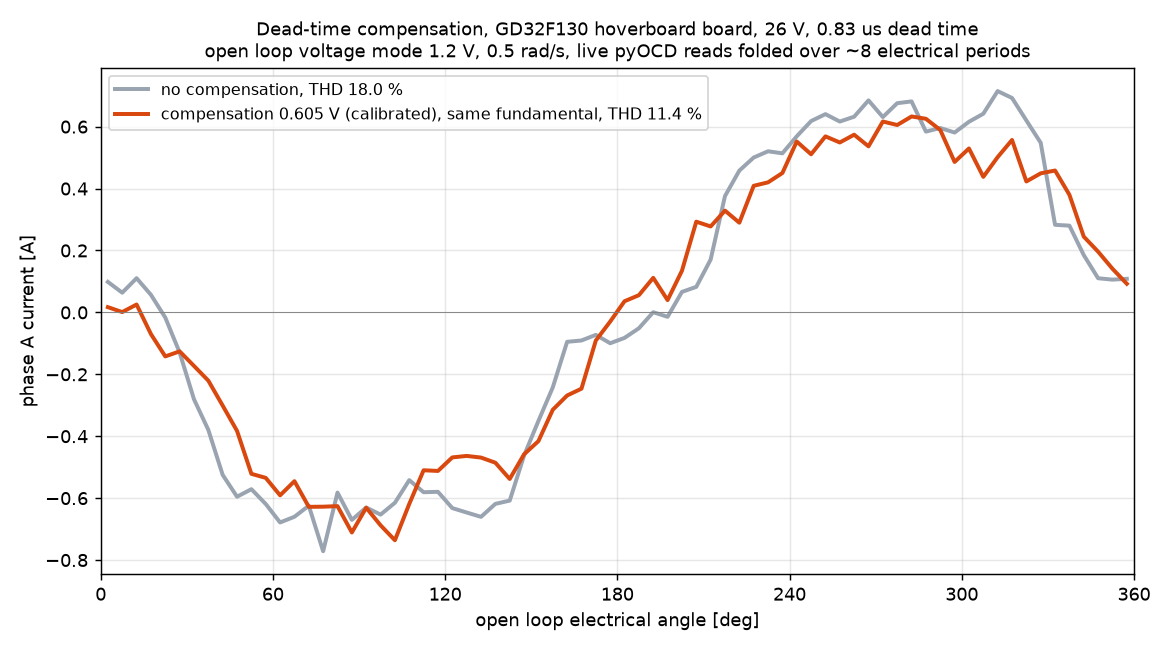 Dead-time compensation, GD32F130 hoverboard board, 26 V, 0.83 us dead time
open loop voltage mode 1.2 V, 0.5 rad/s, live pyOCD reads folded over ~8 electrical periods
no compensation, THD 18.0 %
compensation 0.605 V (calibrated), same fundamental, THD 11.4 %
phase A current [A]
0.6
0.4
0.2
0.0
−0.2
−0.4
−0.6
−0.8
0 60 120 180 240 300 360
open loop electrical angle [deg]